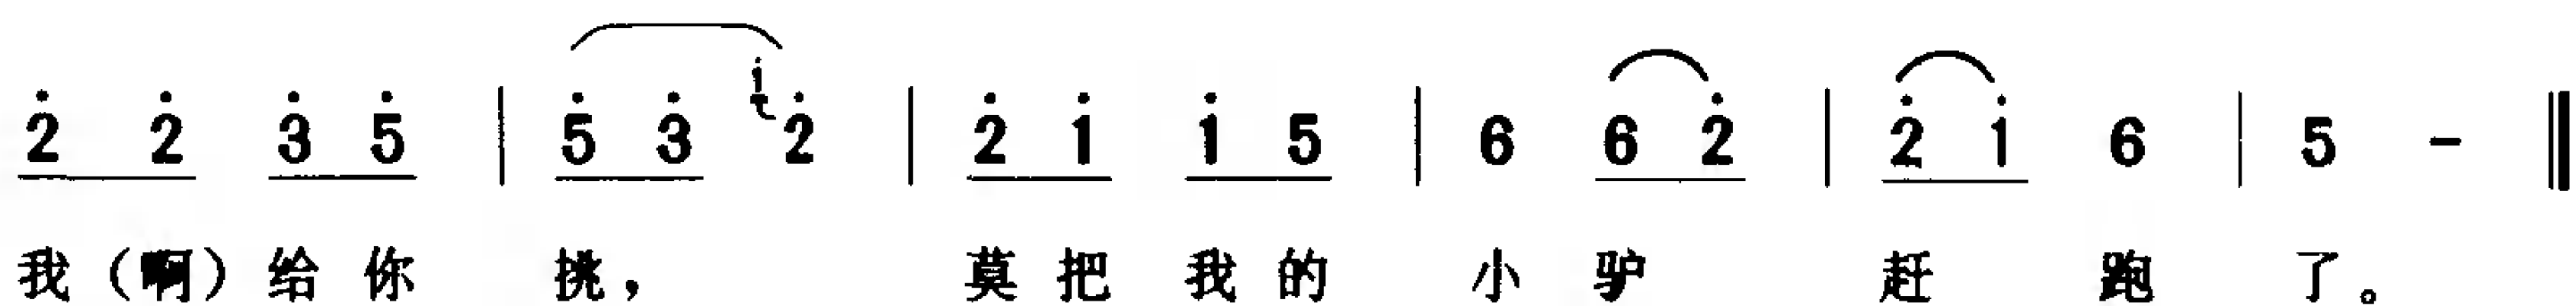 2̇ 2̇ 3̇ 5̇ | 5̇ 3̇ 1̇ 2̇ | 2̇ 1̇ 1̇ 5 | 6 6 2̇ | 2̇ 1̇ 6 | 5 - ‖
我（啊）给 你 挑， 莫 把 我 的 小 驴 赶 跑 了。